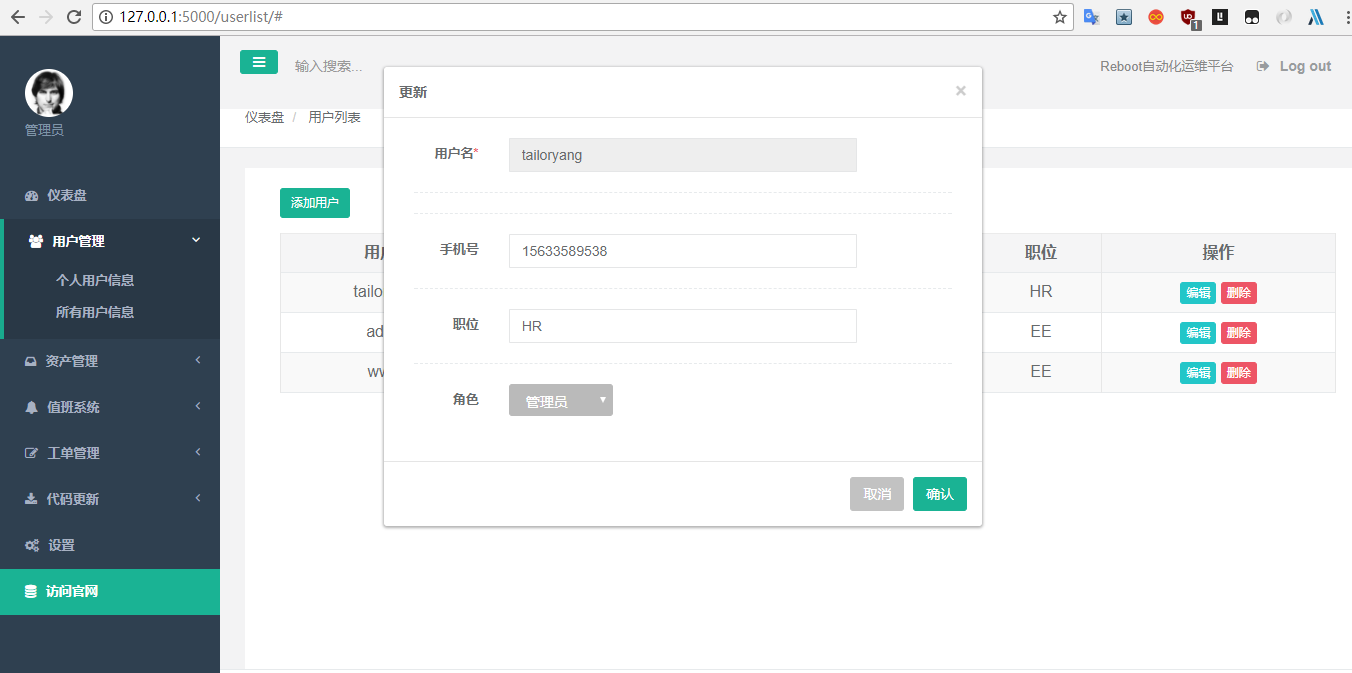 127.0.0.1:5000/userlist/#
1
管理员
仪表盘
用户管理
个人用户信息
所有用户信息
资产管理
值班系统
工单管理
代码更新
设置
访问官网
输入搜索...
Reboot自动化运维平台
Log out
仪表盘 / 用户列表
添加用户
职位 操作
HR 编辑 删除
EE 编辑 删除
EE 编辑 删除
更新 ×
用户名* tailoryang
手机号 15633589538
职位 HR
角色 管理员
取消 确认